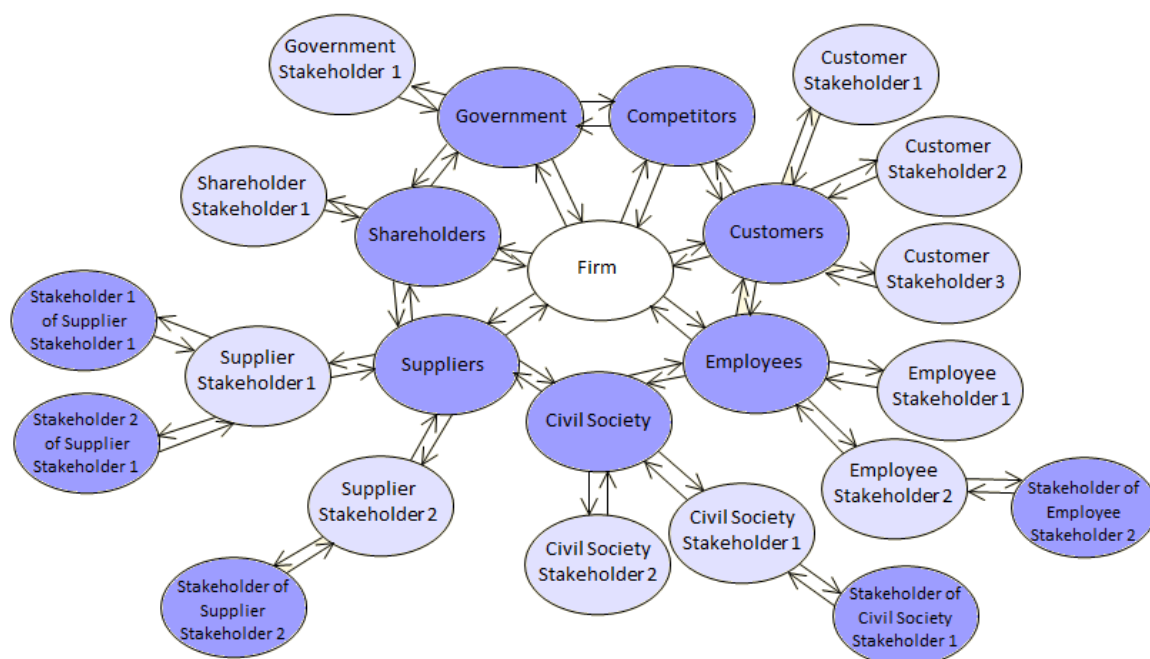 Government
Stakeholder 1
Customer
Stakeholder 1
Government
Competitors
Customer
Stakeholder 2
Shareholder
Stakeholder 1
Shareholders
Customers
Firm
Customer
Stakeholder 3
Stakeholder 1
of Supplier
Stakeholder 1
Supplier
Stakeholder 1
Suppliers
Employees
Employee
Stakeholder 1
Civil Society
Stakeholder 2
of Supplier
Stakeholder 1
Employee
Stakeholder 2
Supplier
Stakeholder 2
Stakeholder of
Employee
Stakeholder 2
Civil Society
Stakeholder 1
Civil Society
Stakeholder 2
Stakeholder of
Supplier
Stakeholder 2
Stakeholder of
Civil Society
Stakeholder 1